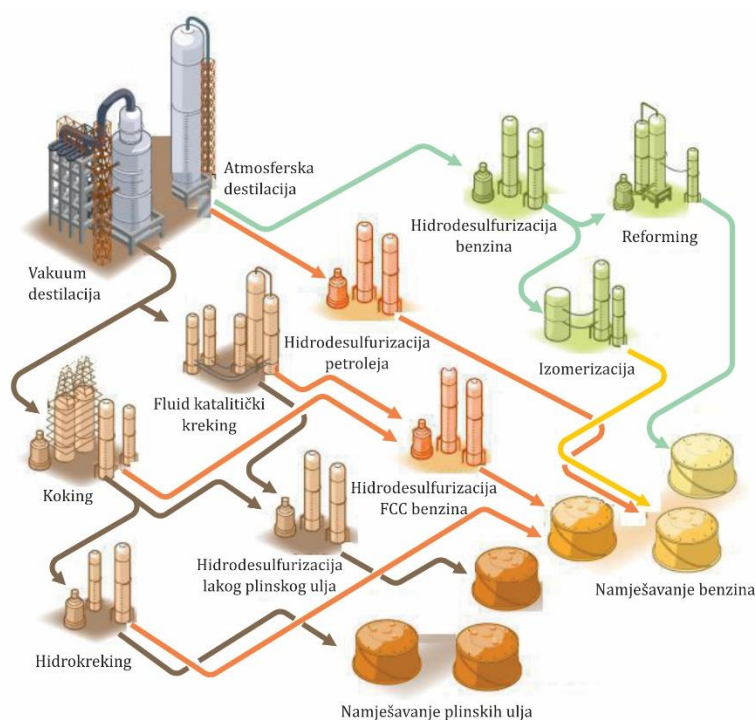 Atmosferska
destilacija
Hidrodesulfurizacija
benzina
Reforming
Vakuum
destilacija
Hidrodesulfurizacija
petroleja
Izomerizacija
Fluid katalitički
kreking
Koking
Hidrodesulfurizacija
FCC benzina
Hidrodesulfurizacija
lakog plinskog ulja
Namješavanje benzina
Hidrokreking
Namješavanje plinskih ulja